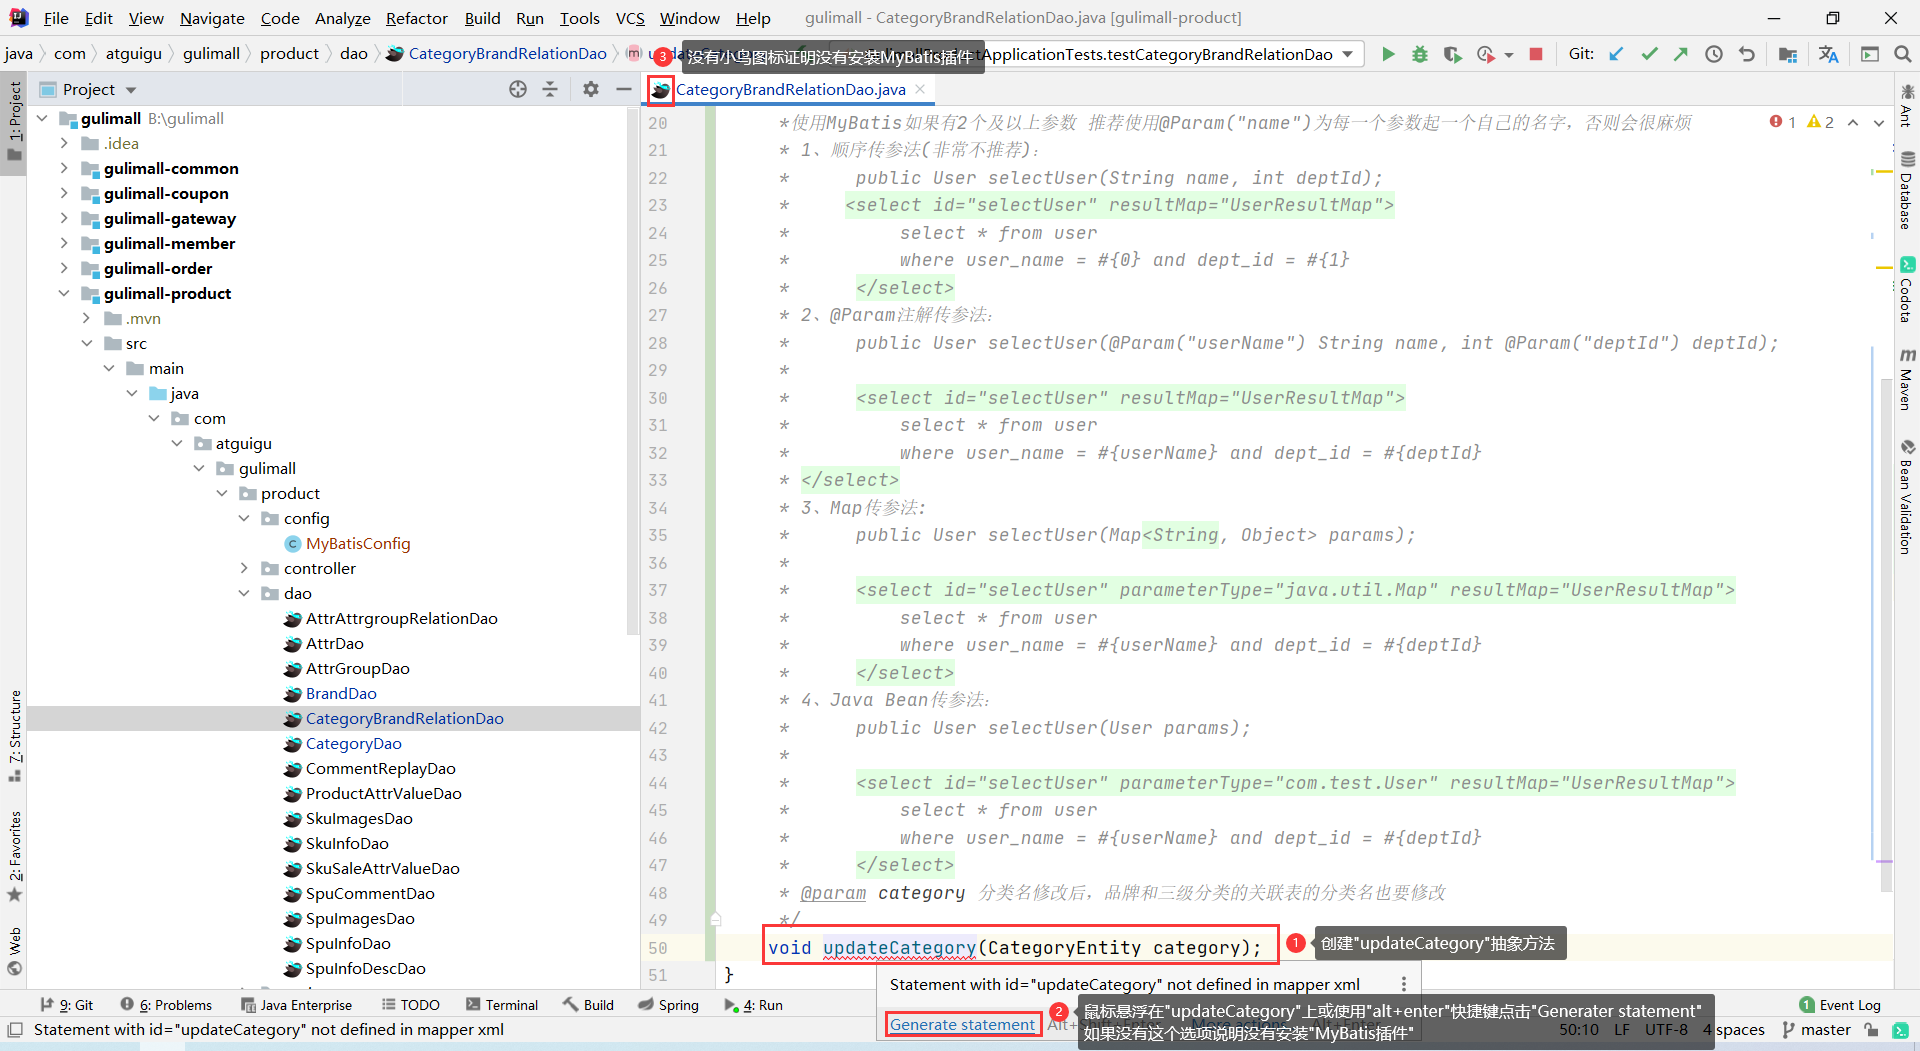 File Edit View Navigate Code Analyze Refactor Build Run Tools VCS Window Help gulimall - CategoryBrandRelationDao.java [gulimall-product]
java com atguigu gulimall product dao CategoryBrandRelationDao tApplicationTests.testCategoryBrandRelationDao Git:
3 没有小鸟图标证明没有安装MyBatis插件
Project
CategoryBrandRelationDao.java
1: Project
7: Structure
2: Favorites
Web
gulimall B:\gulimall
.idea
gulimall-common
gulimall-coupon
gulimall-gateway
gulimall-member
gulimall-order
gulimall-product
.mvn
src
main
java
com
atguigu
gulimall
product
config
MyBatisConfig
controller
dao
AttrAttrgroupRelationDao
AttrDao
AttrGroupDao
BrandDao
CategoryBrandRelationDao
CategoryDao
CommentReplayDao
ProductAttrValueDao
SkuImagesDao
SkuInfoDao
SkuSaleAttrValueDao
SpuCommentDao
SpuImagesDao
SpuInfoDao
SpuInfoDescDao
1 2
20 *使用MyBatis如果有2个及以上参数 推荐使用@Param("name")为每一个参数起一个自己的名字，否则会很麻烦
21 * 1、顺序传参法(非常不推荐)：
22 * public User selectUser(String name, int deptId);
23 * <select id="selectUser" resultMap="UserResultMap">
24 * select * from user
25 * where user_name = #{0} and dept_id = #{1}
26 * </select>
27 * 2、@Param注解传参法：
28 * public User selectUser(@Param("userName") String name, int @Param("deptId") deptId);
29 *
30 * <select id="selectUser" resultMap="UserResultMap">
31 * select * from user
32 * where user_name = #{userName} and dept_id = #{deptId}
33 * </select>
34 * 3、Map传参法:
35 * public User selectUser(Map<String, Object> params);
36 *
37 * <select id="selectUser" parameterType="java.util.Map" resultMap="UserResultMap">
38 * select * from user
39 * where user_name = #{userName} and dept_id = #{deptId}
40 * </select>
41 * 4、Java Bean传参法：
42 * public User selectUser(User params);
43 *
44 * <select id="selectUser" parameterType="com.test.User" resultMap="UserResultMap">
45 * select * from user
46 * where user_name = #{userName} and dept_id = #{deptId}
47 * </select>
48 * @param category 分类名修改后，品牌和三级分类的关联表的分类名也要修改
49 */
50 void updateCategory(CategoryEntity category);
51 }
1 创建"updateCategory"抽象方法
Statement with id="updateCategory" not defined in mapper xml
Generate statement
2 鼠标悬浮在"updateCategory"上或使用"alt+enter"快捷键点击"Generater statement"
如果没有这个选项说明没有安装"MyBatis插件"
Ant
Database
Codota
Maven
Bean Validation
9: Git 6: Problems Java Enterprise TODO Terminal Build Spring 4: Run 1 Event Log
Statement with id="updateCategory" not defined in mapper xml 50:10 LF UTF-8 4 spaces master